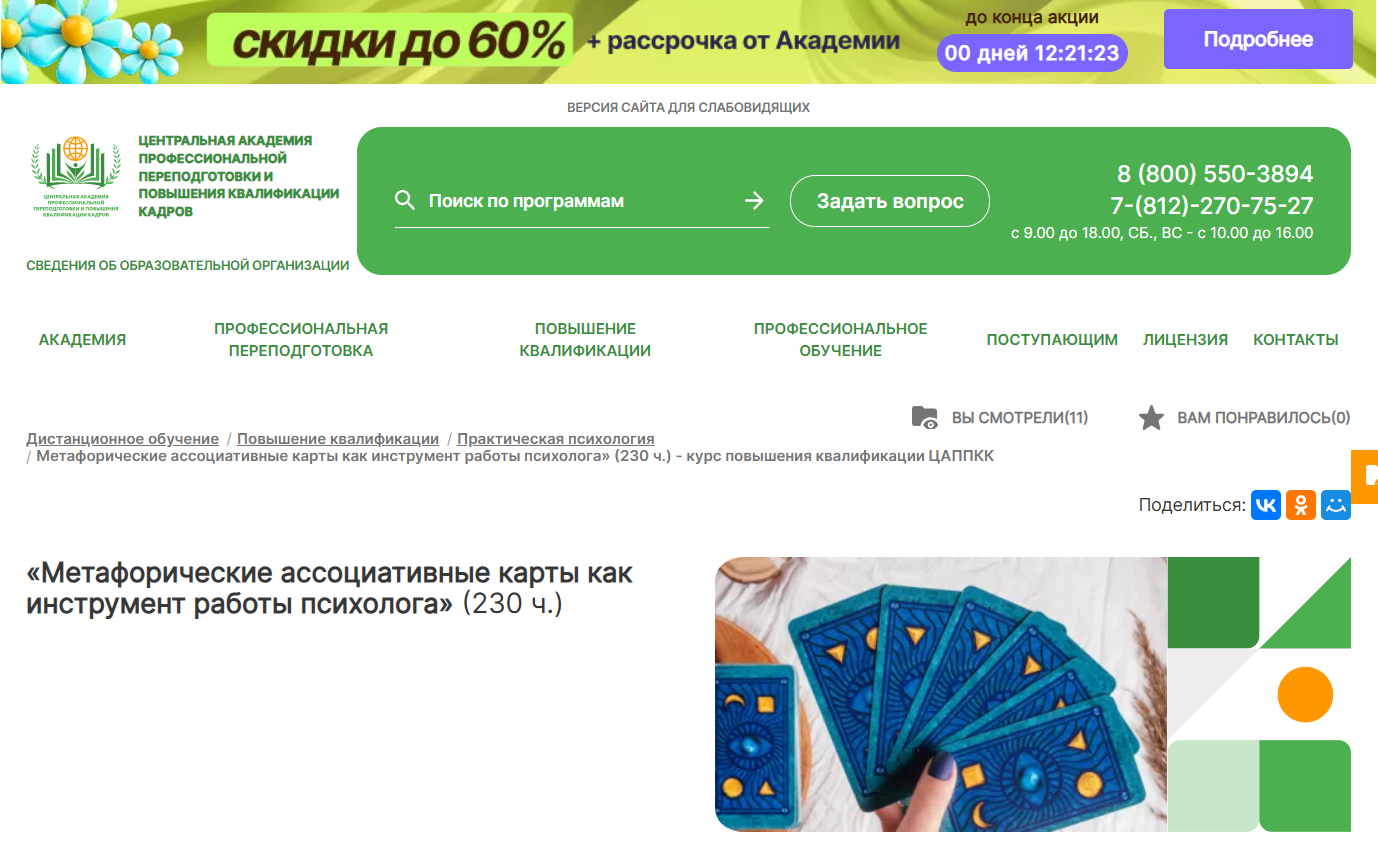 скидки до 60%
+ рассрочка от Академии
до конца акции
00 дней 12:21:23
Подробнее
ВЕРСИЯ САЙТА ДЛЯ СЛАБОВИДЯЩИХ
ЦЕНТРАЛЬНАЯ АКАДЕМИЯ
ПРОФЕССИОНАЛЬНОЙ
ПЕРЕПОДГОТОВКИ И ПОВЫШЕНИЯ
КВАЛИФИКАЦИИ КАДРОВ
ЦЕНТРАЛЬНАЯ АКАДЕМИЯ
ПРОФЕССИОНАЛЬНОЙ
ПЕРЕПОДГОТОВКИ И
ПОВЫШЕНИЯ КВАЛИФИКАЦИИ
КАДРОВ
СВЕДЕНИЯ ОБ ОБРАЗОВАТЕЛЬНОЙ ОРГАНИЗАЦИИ
Поиск по программам
Задать вопрос
8 (800) 550-3894
7-(812)-270-75-27
с 9.00 до 18.00, СБ., ВС - с 10.00 до 16.00
АКАДЕМИЯ
ПРОФЕССИОНАЛЬНАЯ
ПЕРЕПОДГОТОВКА
ПОВЫШЕНИЕ
КВАЛИФИКАЦИИ
ПРОФЕССИОНАЛЬНОЕ
ОБУЧЕНИЕ
ПОСТУПАЮЩИМ
ЛИЦЕНЗИЯ
КОНТАКТЫ
ВЫ СМОТРЕЛИ(11)
ВАМ ПОНРАВИЛОСЬ(0)
Дистанционное обучение / Повышение квалификации / Практическая психология
/ Метафорические ассоциативные карты как инструмент работы психолога» (230 ч.) - курс повышения квалификации ЦАППКК
Поделиться:
«Метафорические ассоциативные карты как
инструмент работы психолога» (230 ч.)